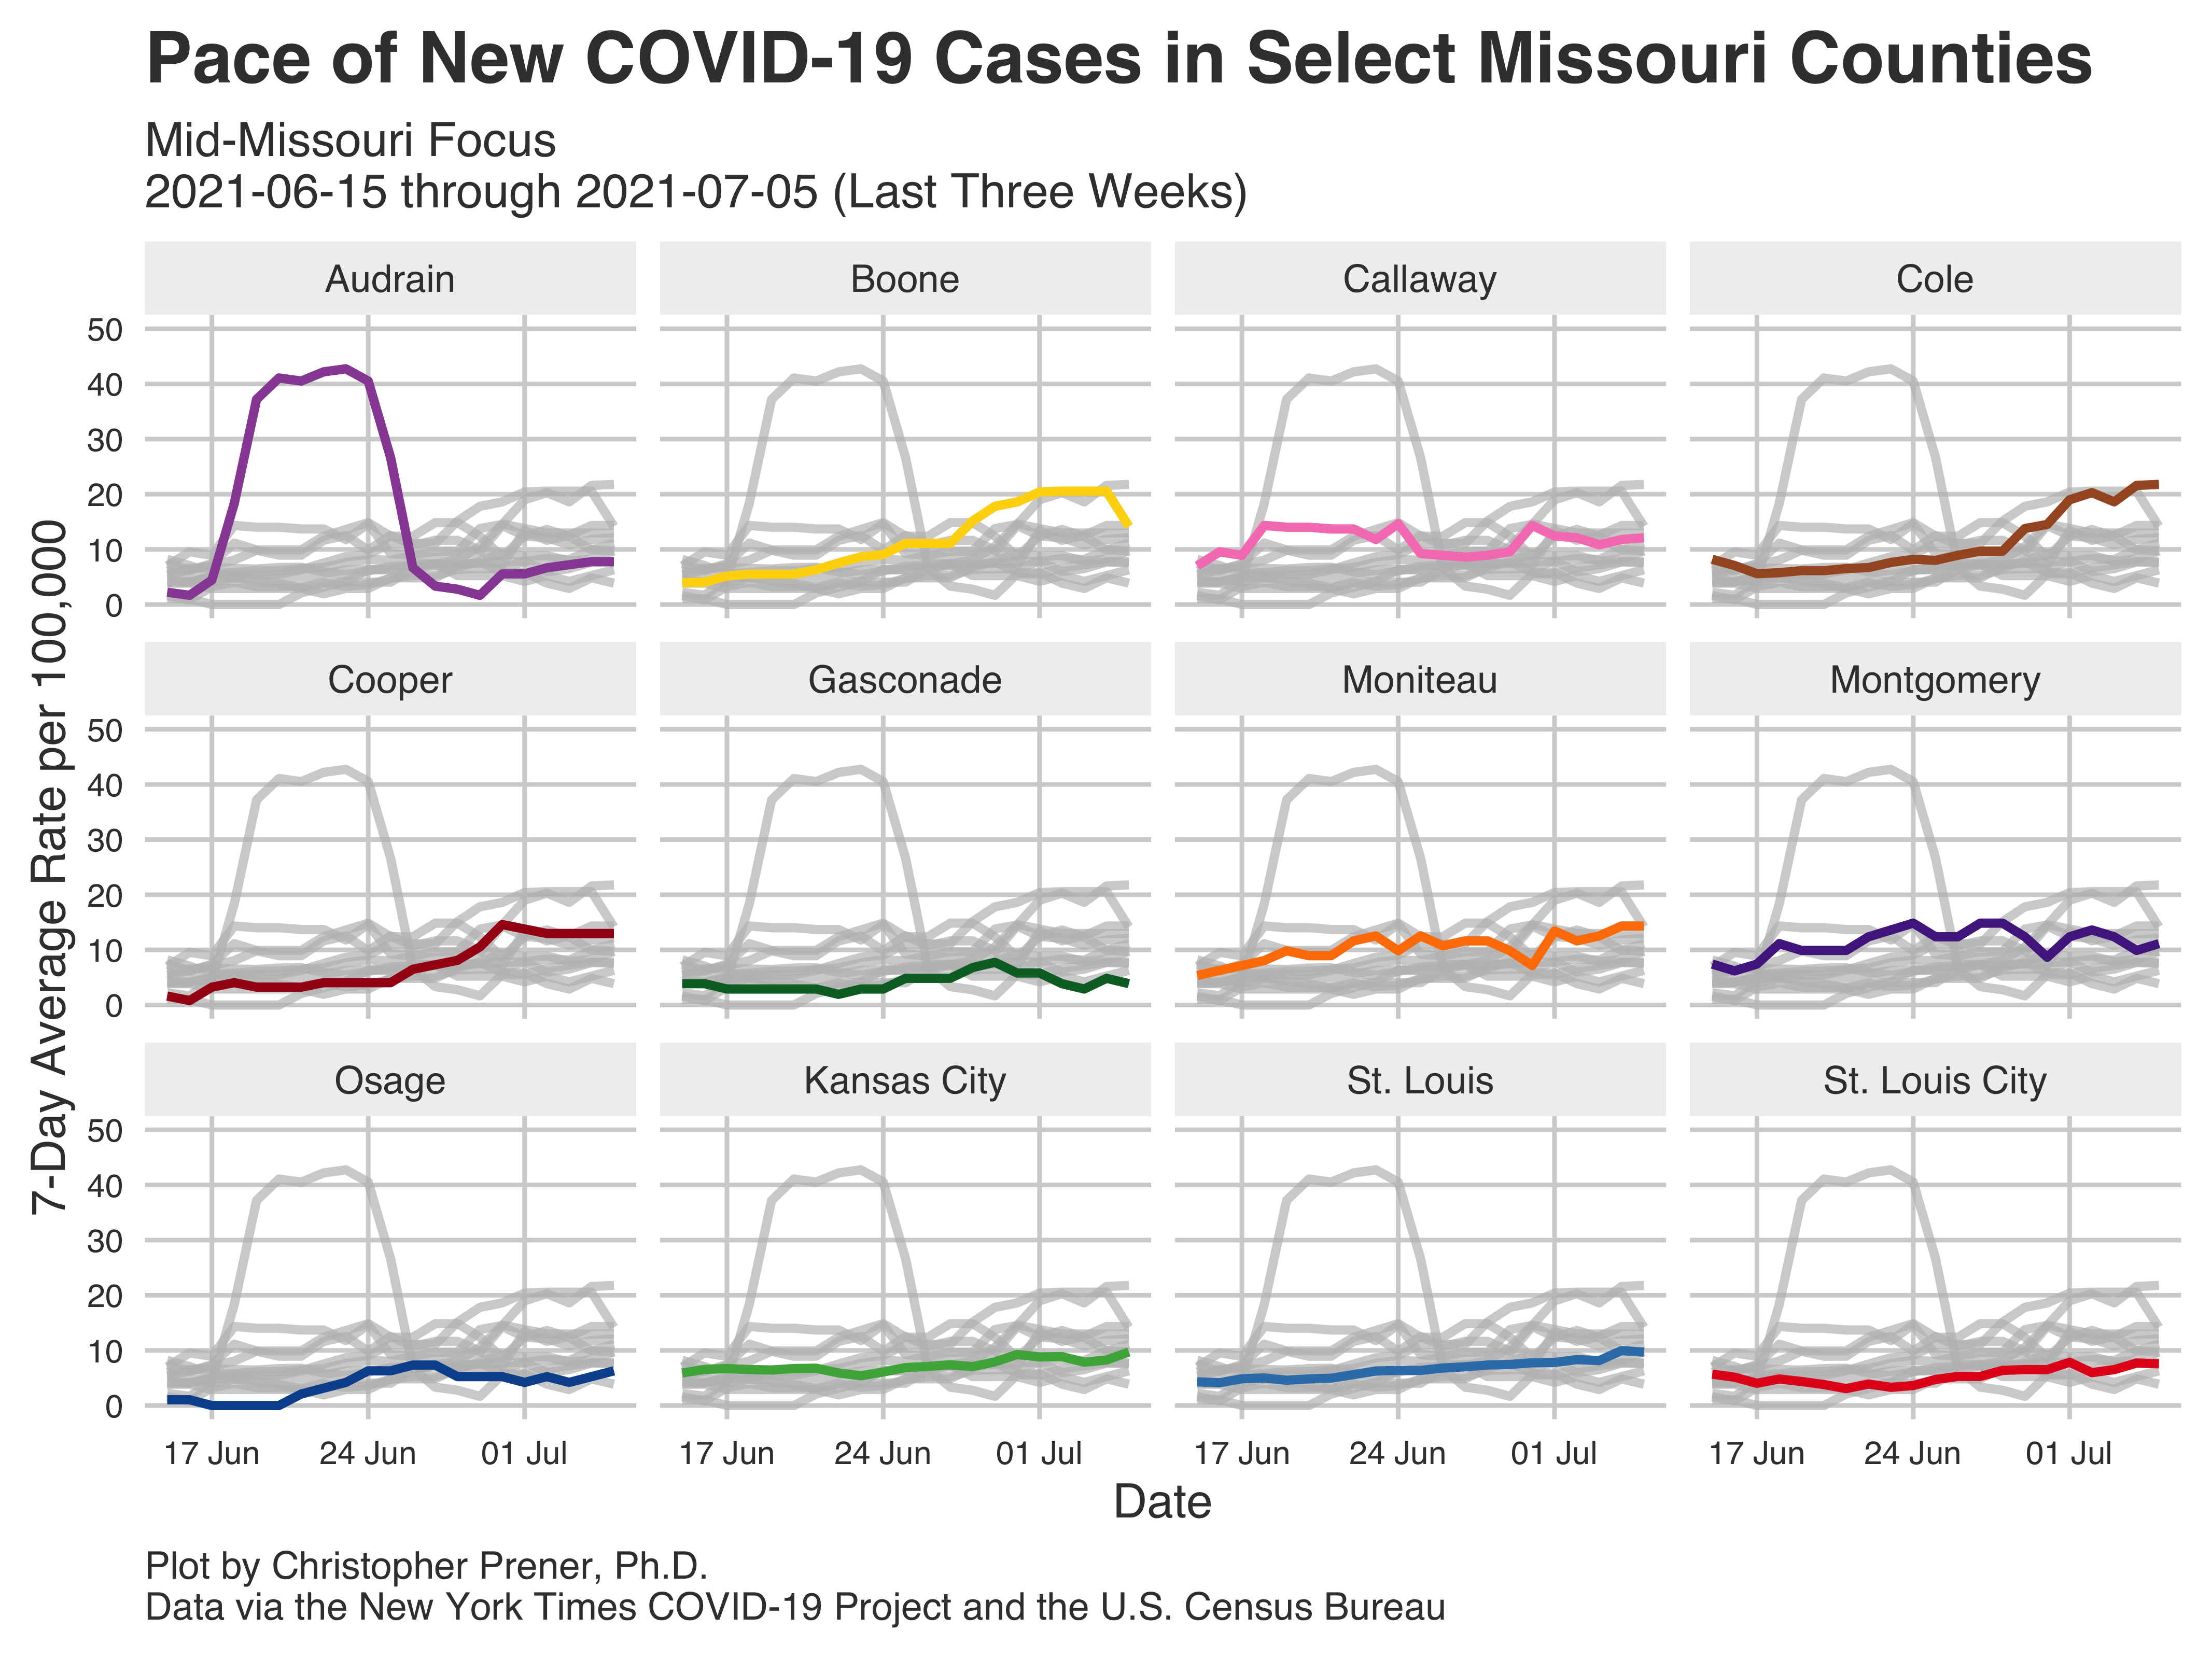 Pace of New COVID-19 Cases in Select Missouri Counties
Mid-Missouri Focus
2021-06-15 through 2021-07-05 (Last Three Weeks)
7-Day Average Rate per 100,000
Audrain
Boone
Callaway
Cole
50
40
30
20
10
0
Cooper
Gasconade
Moniteau
Montgomery
50
40
30
20
10
0
Osage
Kansas City
St. Louis
St. Louis City
50
40
30
20
10
0
17 Jun 24 Jun 01 Jul
17 Jun 24 Jun 01 Jul
17 Jun 24 Jun 01 Jul
17 Jun 24 Jun 01 Jul
Date
Plot by Christopher Prener, Ph.D.
Data via the New York Times COVID-19 Project and the U.S. Census Bureau